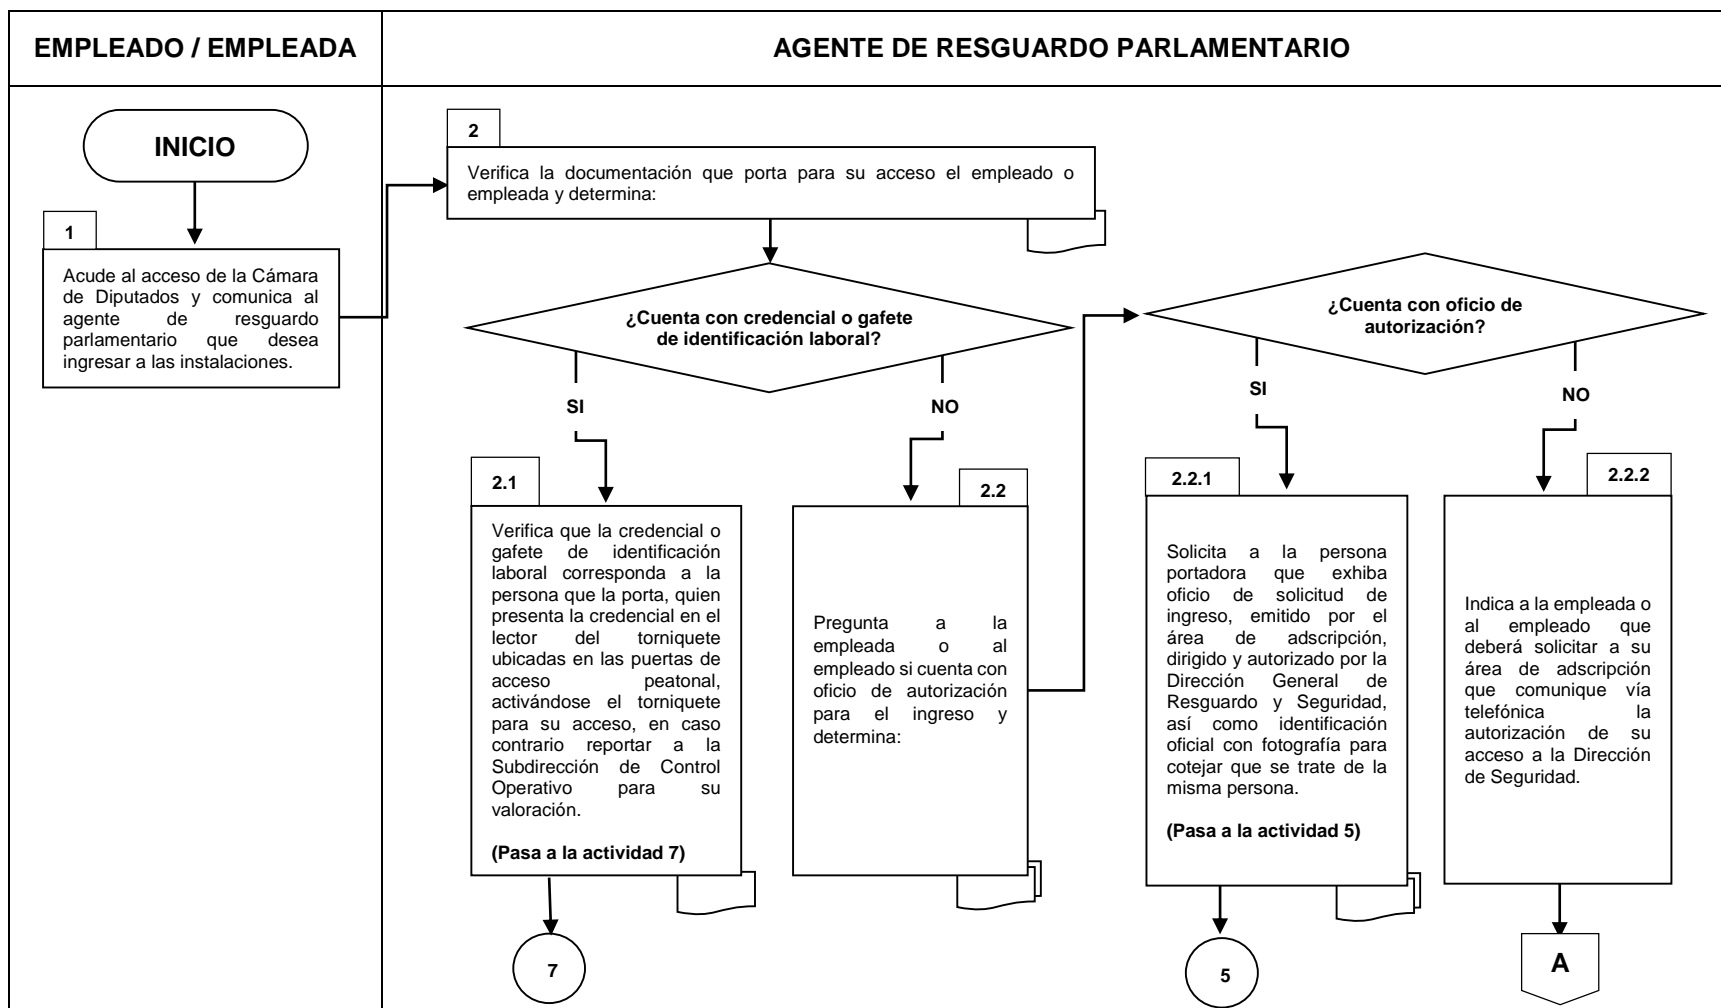 EMPLEADO / EMPLEADA
AGENTE DE RESGUARDO PARLAMENTARIO
INICIO
1
Acude al acceso de la Cámara
de Diputados y comunica al
agente de resguardo
parlamentario que desea
ingresar a las instalaciones.
2
Verifica la documentación que porta para su acceso el empleado o
empleada y determina:
¿Cuenta con credencial o gafete
de identificación laboral?
SI
NO
¿Cuenta con oficio de
autorización?
SI
NO
2.1
Verifica que la credencial o
gafete de identificación
laboral corresponda a la
persona que la porta, quien
presenta la credencial en el
lector del torniquete
ubicadas en las puertas de
acceso peatonal,
activándose el torniquete
para su acceso, en caso
contrario reportar a la
Subdirección de Control
Operativo para su
valoración.
(Pasa a la actividad 7)
7
2.2
Pregunta a la
empleada o al
empleado si cuenta con
oficio de autorización
para el ingreso y
determina:
2.2.1
Solicita a la persona
portadora que exhiba
oficio de solicitud de
ingreso, emitido por el
área de adscripción,
dirigido y autorizado por la
Dirección General de
Resguardo y Seguridad,
así como identificación
oficial con fotografía para
cotejar que se trate de la
misma persona.
(Pasa a la actividad 5)
5
2.2.2
Indica a la empleada o
al empleado que
deberá solicitar a su
área de adscripción
que comunique vía
telefónica la
autorización de su
acceso a la Dirección
de Seguridad.
A